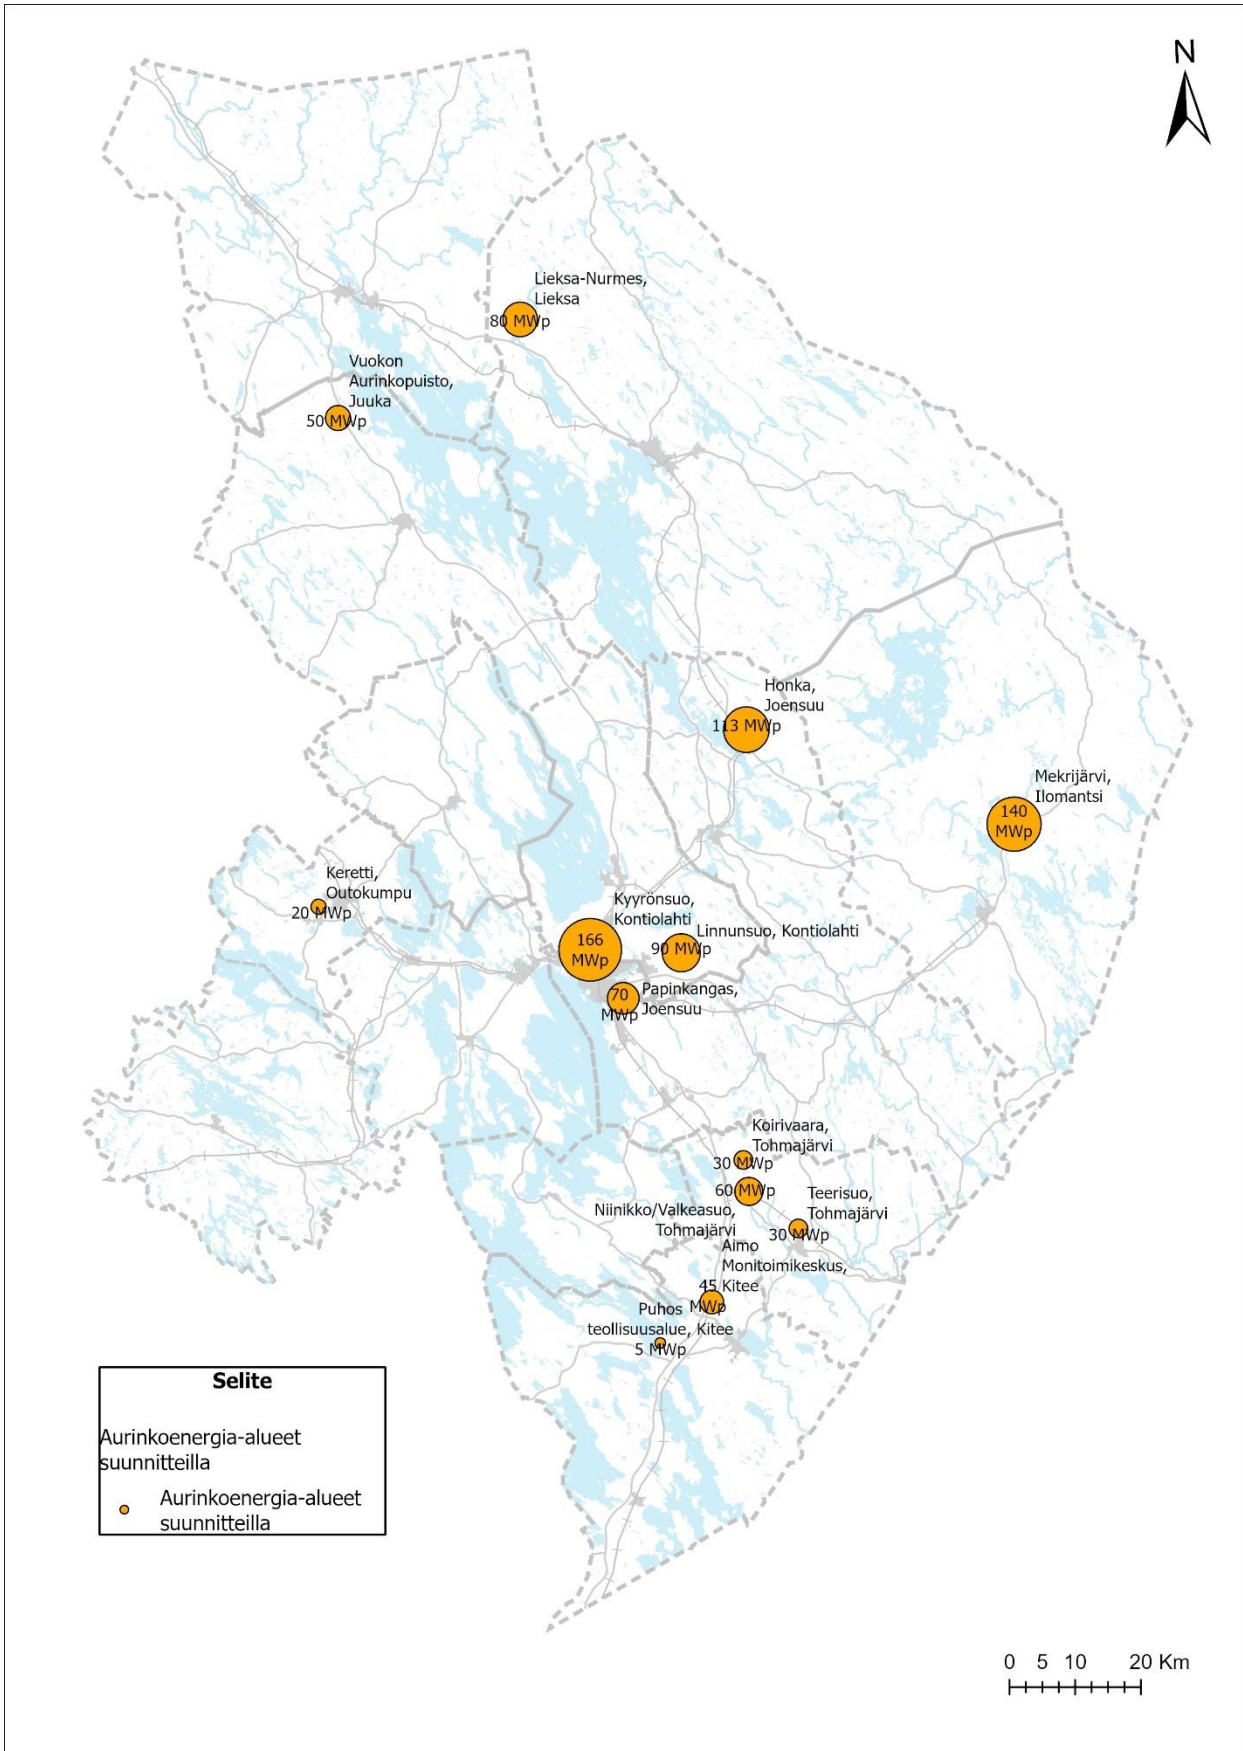 N
Lieksa-Nurmes,
Lieksa
80 MWp
Vuokon
Aurinkopuisto,
Juuka
50 MWp
Honka,
Joensuu
113 MWp
Mekrijärvi,
Ilomantsi
140
MWp
Keretti,
Outokumpu
20 MWp
Kyyrönsuo,
Kontiolahti
166
MWp
Linnunsuo, Kontiolahti
90 MWp
Papinkangas,
Joensuu
70
MWp
Koirivaara,
Tohmajärvi
30 MWp
60 MWp
Niinikko/Valkeasuo,
Tohmajärvi
Teerisuo,
Tohmajärvi
30 MWp
Aimo
Monitoimikeskus,
Kitee
45
MWp
Puhos
teollisuusalue, Kitee
5 MWp
Selite
Aurinkoenergia-alueet
suunnitteilla
Aurinkoenergia-alueet
suunnitteilla
0 5 10 20 Km